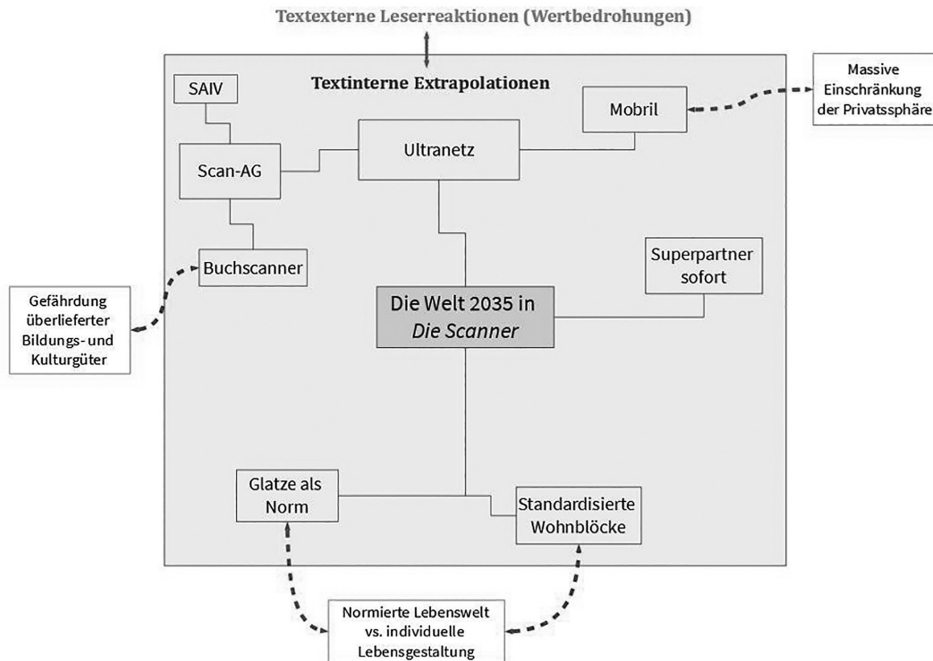 Textexterne Leserreaktionen (Wertbedrohungen)
Textinterne Extrapolationen
SAIV
Mobril
Massive
Einschränkung
der Privatssphäre
Scan-AG
Ultranetz
Buchscanner
Superpartner
sofort
Gefährdung
überlieferter
Bildungs- und
Kulturgüter
Die Welt 2035 in
Die Scanner
Glatze als
Norm
Standardisierte
Wohnblöcke
Normierte Lebenswelt
vs. individuelle
Lebensgestaltung